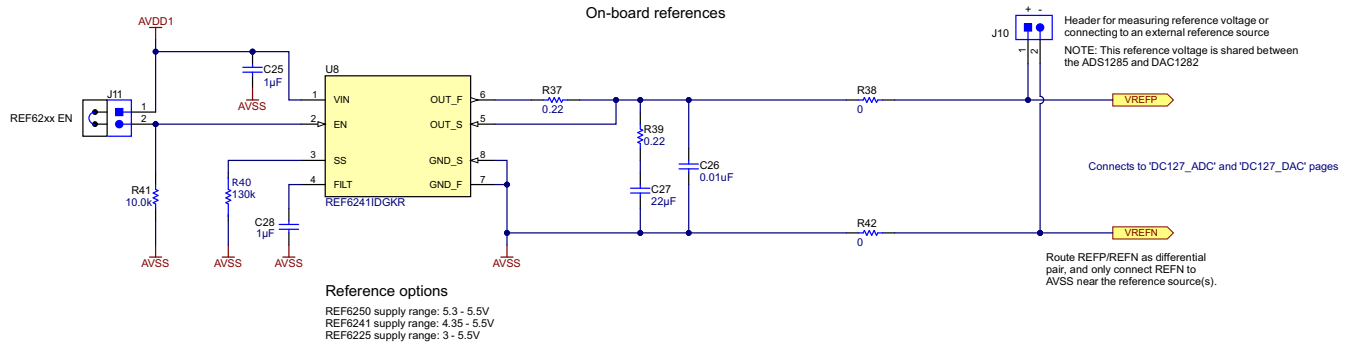 On-board references
AVDD1
+ -
J10
1
2
Header for measuring reference voltage or
connecting to an external reference source
NOTE: This reference voltage is shared between
the ADS1285 and DAC1282
C25
1µF
AVSS
U8
J11
1
2
REF62xx EN
1 VIN
2 EN
3 SS
4 FILT
OUT_F 6
OUT_S 5
GND_S 8
GND_F 7
REF6241IDGKR
R37
0.22
R38
0
VREFP
R39
0.22
C26
0.01uF
C27
22µF
Connects to 'DC127_ADC' and 'DC127_DAC' pages
R41
10.0k
R40
130k
C28
1µF
R42
0
VREFN
AVSS
AVSS
AVSS
AVSS
Route REFP/REFN as differential
pair, and only connect REFN to
AVSS near the reference source(s).
Reference options
REF6250 supply range: 5.3 - 5.5V
REF6241 supply range: 4.35 - 5.5V
REF6225 supply range: 3 - 5.5V